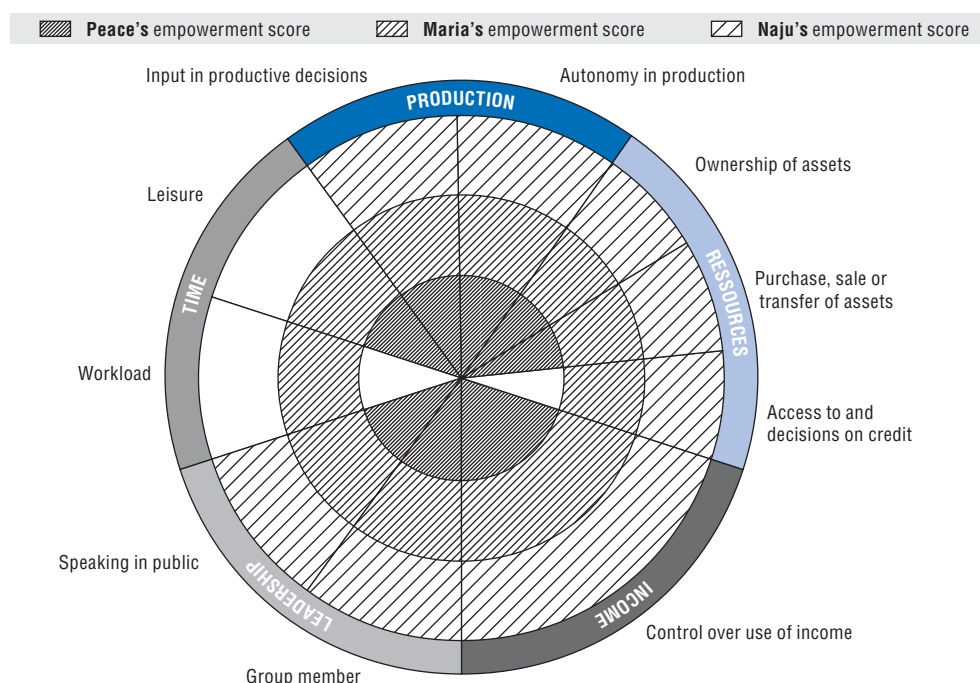 Peace's empowerment score
Maria's empowerment score
Naju's empowerment score
Input in productive decisions
Autonomy in production
PRODUCTION
Ownership of assets
Leisure
RESSOURCES
Purchase, sale or
transfer of assets
TIME
Workload
Access to and
decisions on credit
Speaking in public
LEADERSHIP
INCOME
Control over use of income
Group member